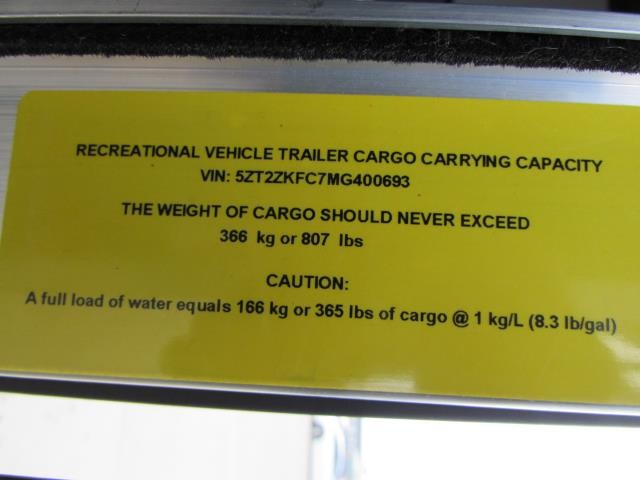 RECREATIONAL VEHICLE TRAILER CARGO CARRYING CAPACITY
VIN: 5ZT2ZKFC7MG400693
THE WEIGHT OF CARGO SHOULD NEVER EXCEED
366 kg or 807 lbs
CAUTION:
A full load of water equals 166 kg or 365 lbs of cargo @ 1 kg/L (8.3 lb/gal)